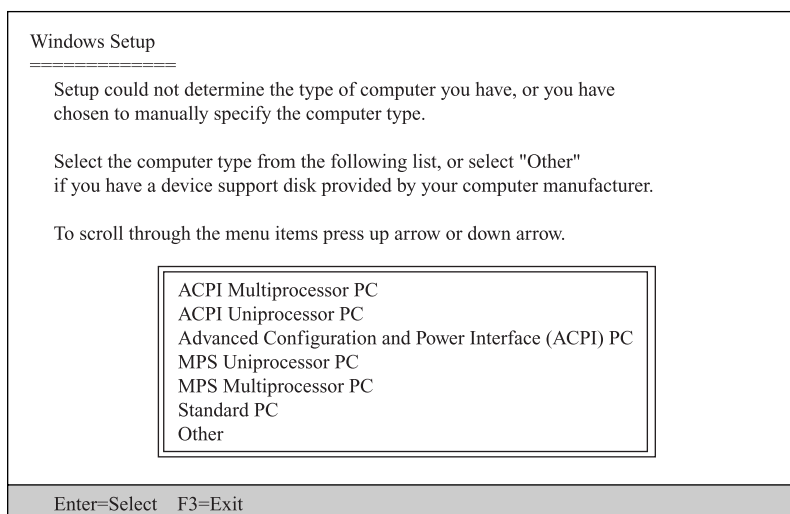 Windows Setup
=============
Setup could not determine the type of computer you have, or you have
chosen to manually specify the computer type.
Select the computer type from the following list, or select "Other"
if you have a device support disk provided by your computer manufacturer.
To scroll through the menu items press up arrow or down arrow.
ACPI Multiprocessor PC
ACPI Uniprocessor PC
Advanced Configuration and Power Interface (ACPI) PC
MPS Uniprocessor PC
MPS Multiprocessor PC
Standard PC
Other
Enter=Select F3=Exit